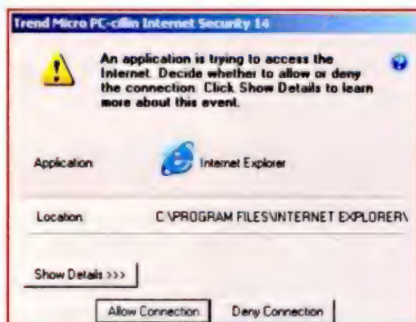 Trend Micro PC-cillin Internet Security 14
An application is trying to access the
Internet. Decide whether to allow or deny
the connection. Click Show Details to learn
more about this event.
Application:
Internet Explorer
Location:
C:\PROGRAM FILES\INTERNET EXPLORER\
Show Details >>>
Allow Connection
Deny Connection